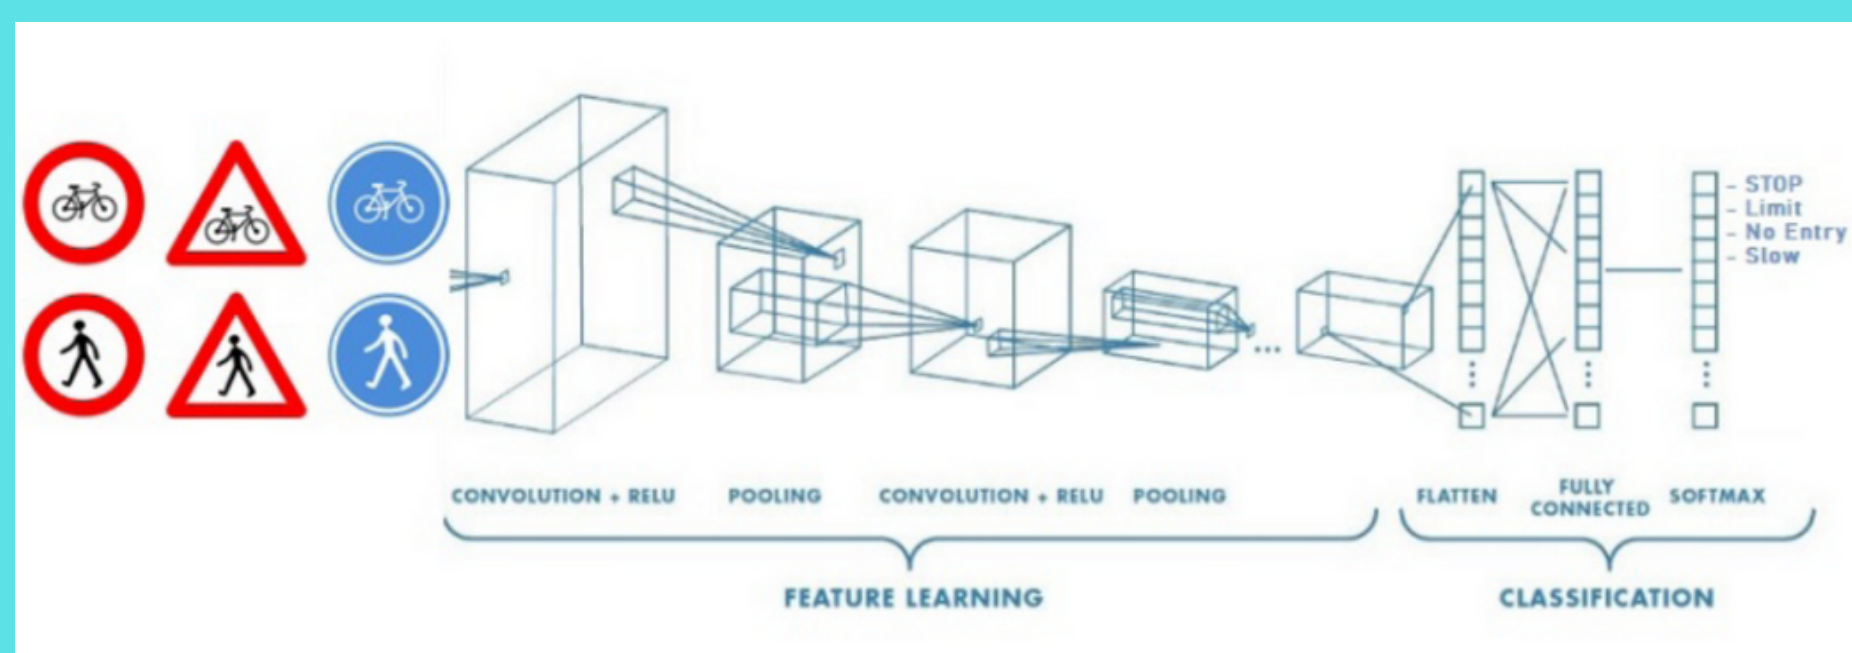 - STOP
- Limit
- No Entry
- Slow
CONVOLUTION + RELU
POOLING
CONVOLUTION + RELU
POOLING
FLATTEN
FULLY
CONNECTED
SOFTMAX
FEATURE LEARNING
CLASSIFICATION